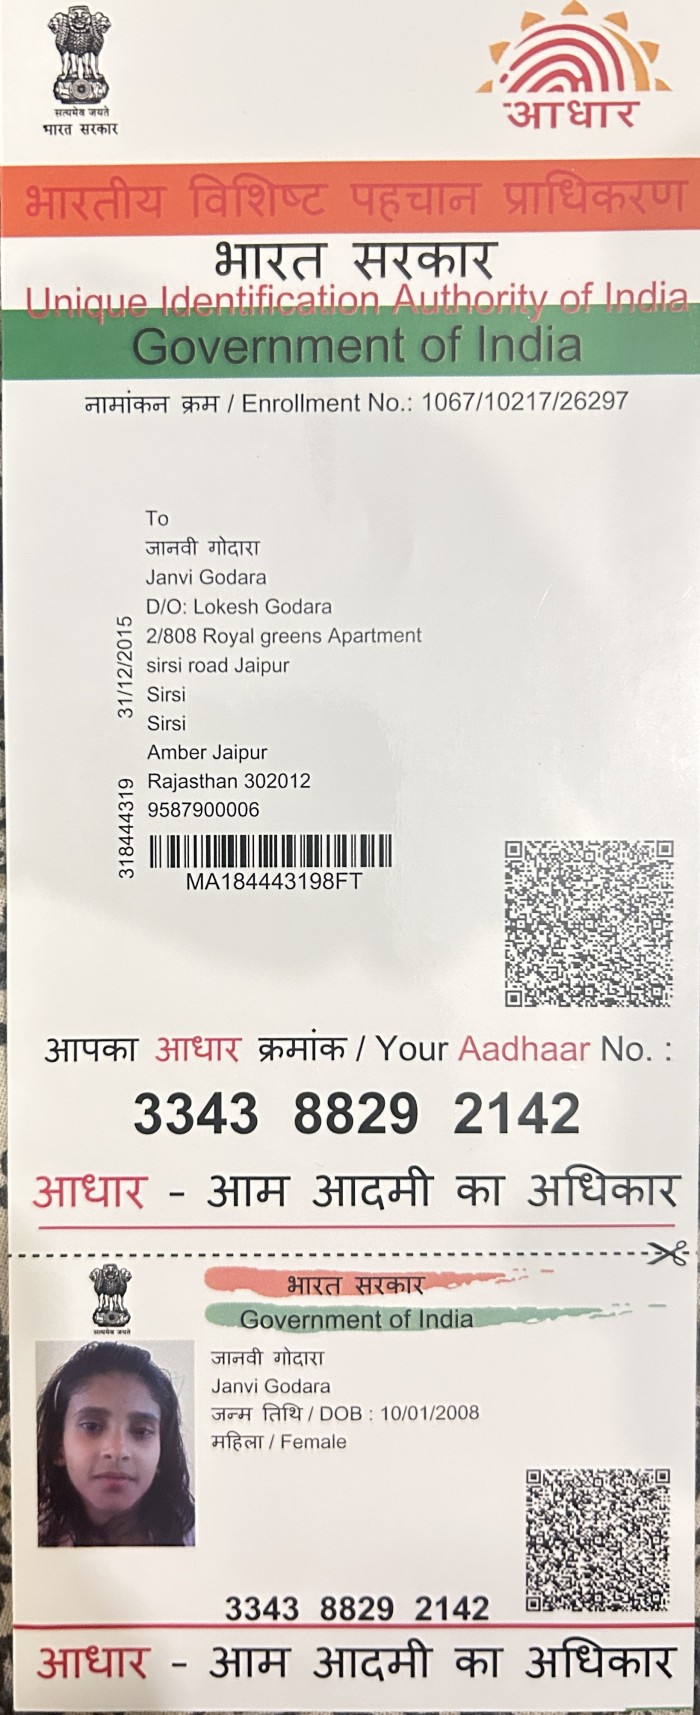 सत्यमेव जयते
भारत सरकार
आधार
भारतीय विशिष्ट पहचान प्राधिकरण
भारत सरकार
Unique Identification Authority of India
Government of India
नामांकन क्रम / Enrollment No.: 1067/10217/26297
To
जानवी गोदारा
Janvi Godara
D/O: Lokesh Godara
2/808 Royal greens Apartment
sirsi road Jaipur
Sirsi
Sirsi
Amber Jaipur
Rajasthan 302012
9587900006
31/12/2015
318444319
MA184443198FT
आपका आधार क्रमांक / Your Aadhaar No. :
3343 8829 2142
आधार - आम आदमी का अधिकार
सत्यमेव जयते
भारत सरकार
Government of India
जानवी गोदारा
Janvi Godara
जन्म तिथि / DOB : 10/01/2008
महिला / Female
3343 8829 2142
आधार - आम आदमी का अधिकार